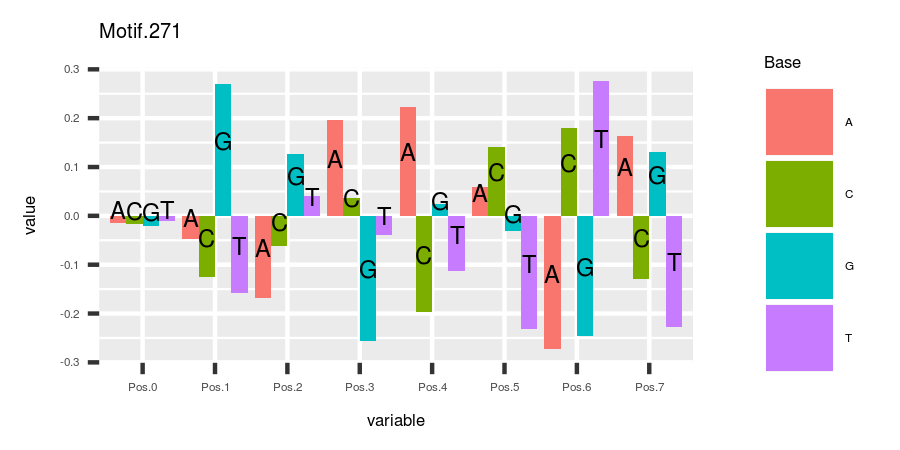 Motif.271
value
0.3
0.2
0.1
0.0
-0.1
-0.2
-0.3
A C G T
A C G T
A C G T
A C G T
A C G T
A C G T
A C G T
A C G T
Pos.0 Pos.1 Pos.2 Pos.3 Pos.4 Pos.5 Pos.6 Pos.7
variable
Base
A
C
G
T